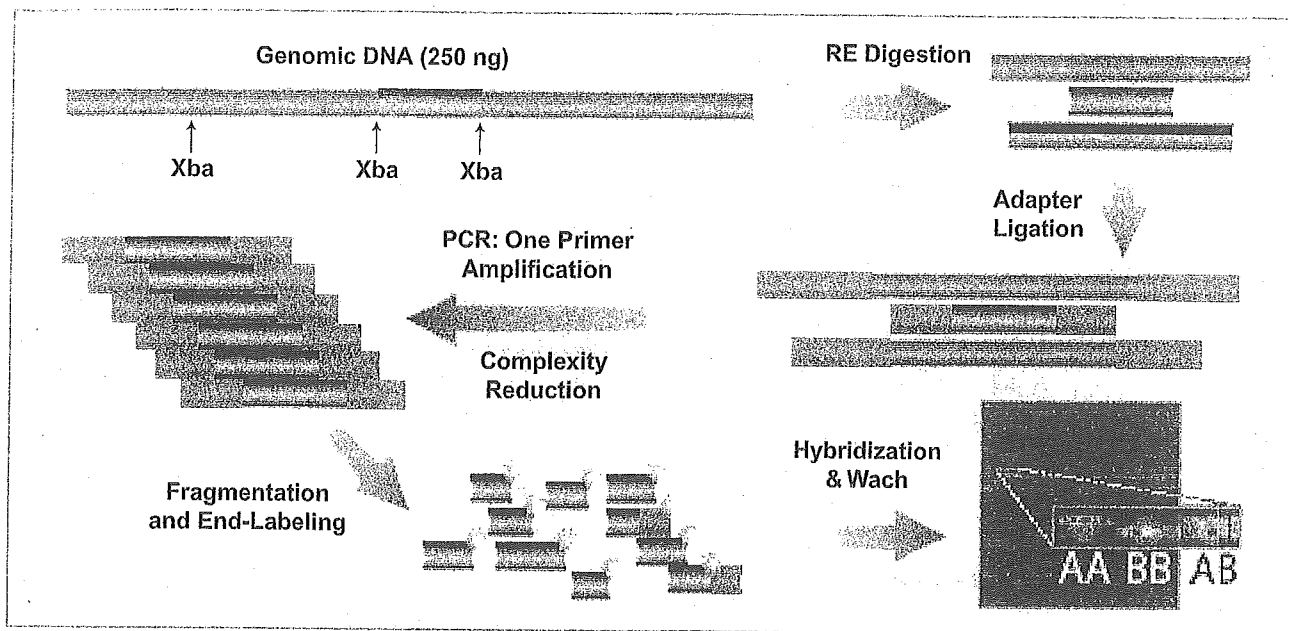 Genomic DNA (250 ng)
RE Digestion
Xba
Xba
Xba
Adapter
Ligation
PCR: One Primer
Amplification
Complexity
Reduction
Fragmentation
and End-Labeling
Hybridization
& Wach
AA BB AB